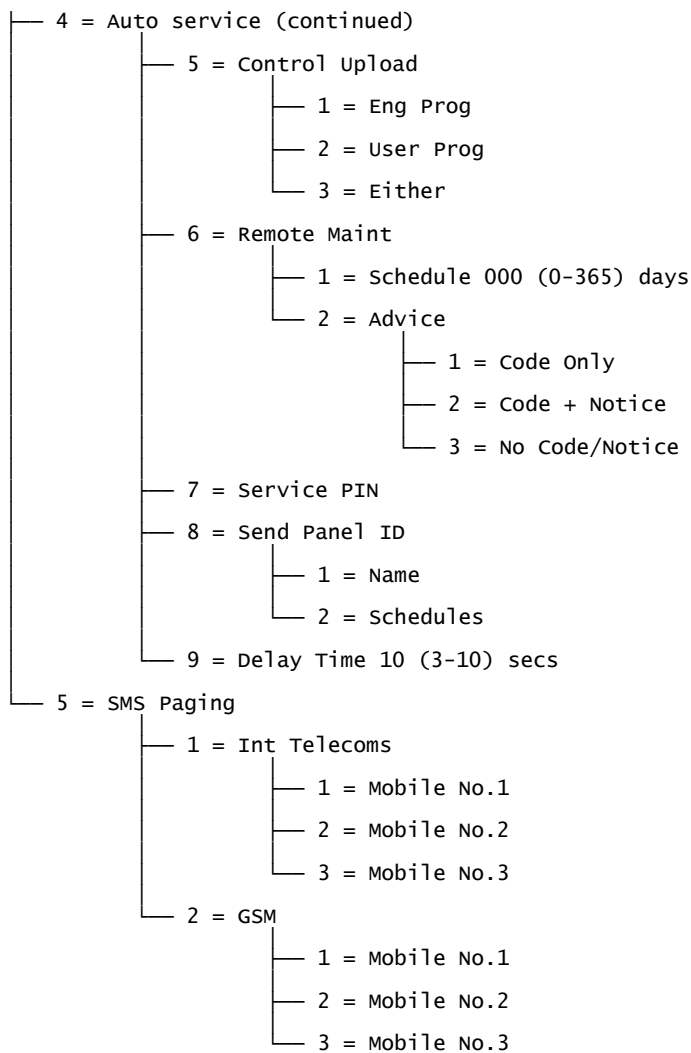 4 = Auto service (continued)
5 = Control Upload
1 = Eng Prog
2 = User Prog
3 = Either
6 = Remote Maint
1 = Schedule 000 (0-365) days
2 = Advice
1 = Code Only
2 = Code + Notice
3 = No Code/Notice
7 = Service PIN
8 = Send Panel ID
1 = Name
2 = Schedules
9 = Delay Time 10 (3-10) secs
5 = SMS Paging
1 = Int Telecoms
1 = Mobile No.1
2 = Mobile No.2
3 = Mobile No.3
2 = GSM
1 = Mobile No.1
2 = Mobile No.2
3 = Mobile No.3